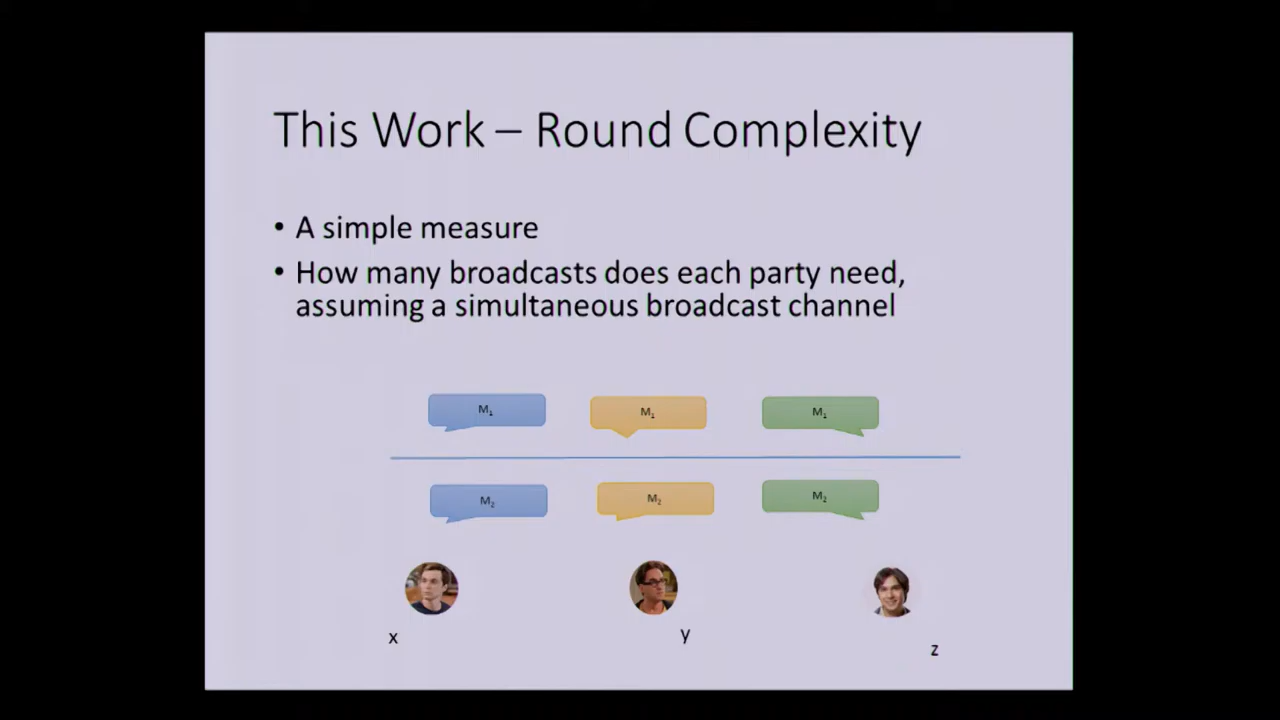 This Work – Round Complexity
• A simple measure
• How many broadcasts does each party need,
assuming a simultaneous broadcast channel
M₁ M₁ M₁
M₂ M₂ M₂
x y z